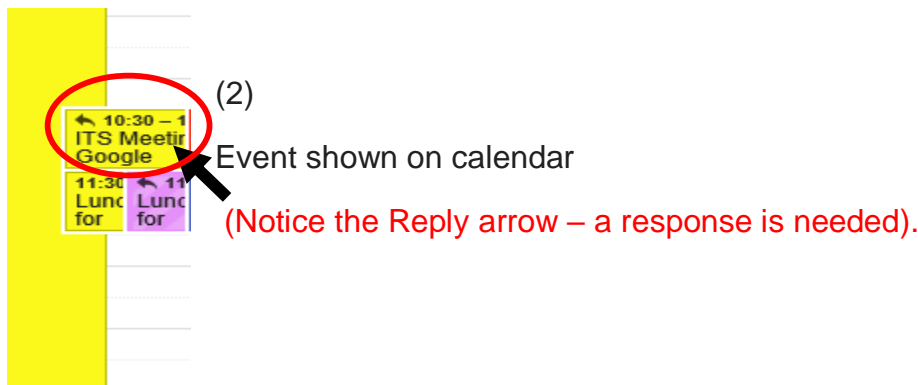 (2)
10:30 – 1
ITS Meetin
Google
Event shown on calendar
11:30 11
Lunc Lunc
for for
(Notice the Reply arrow – a response is needed).